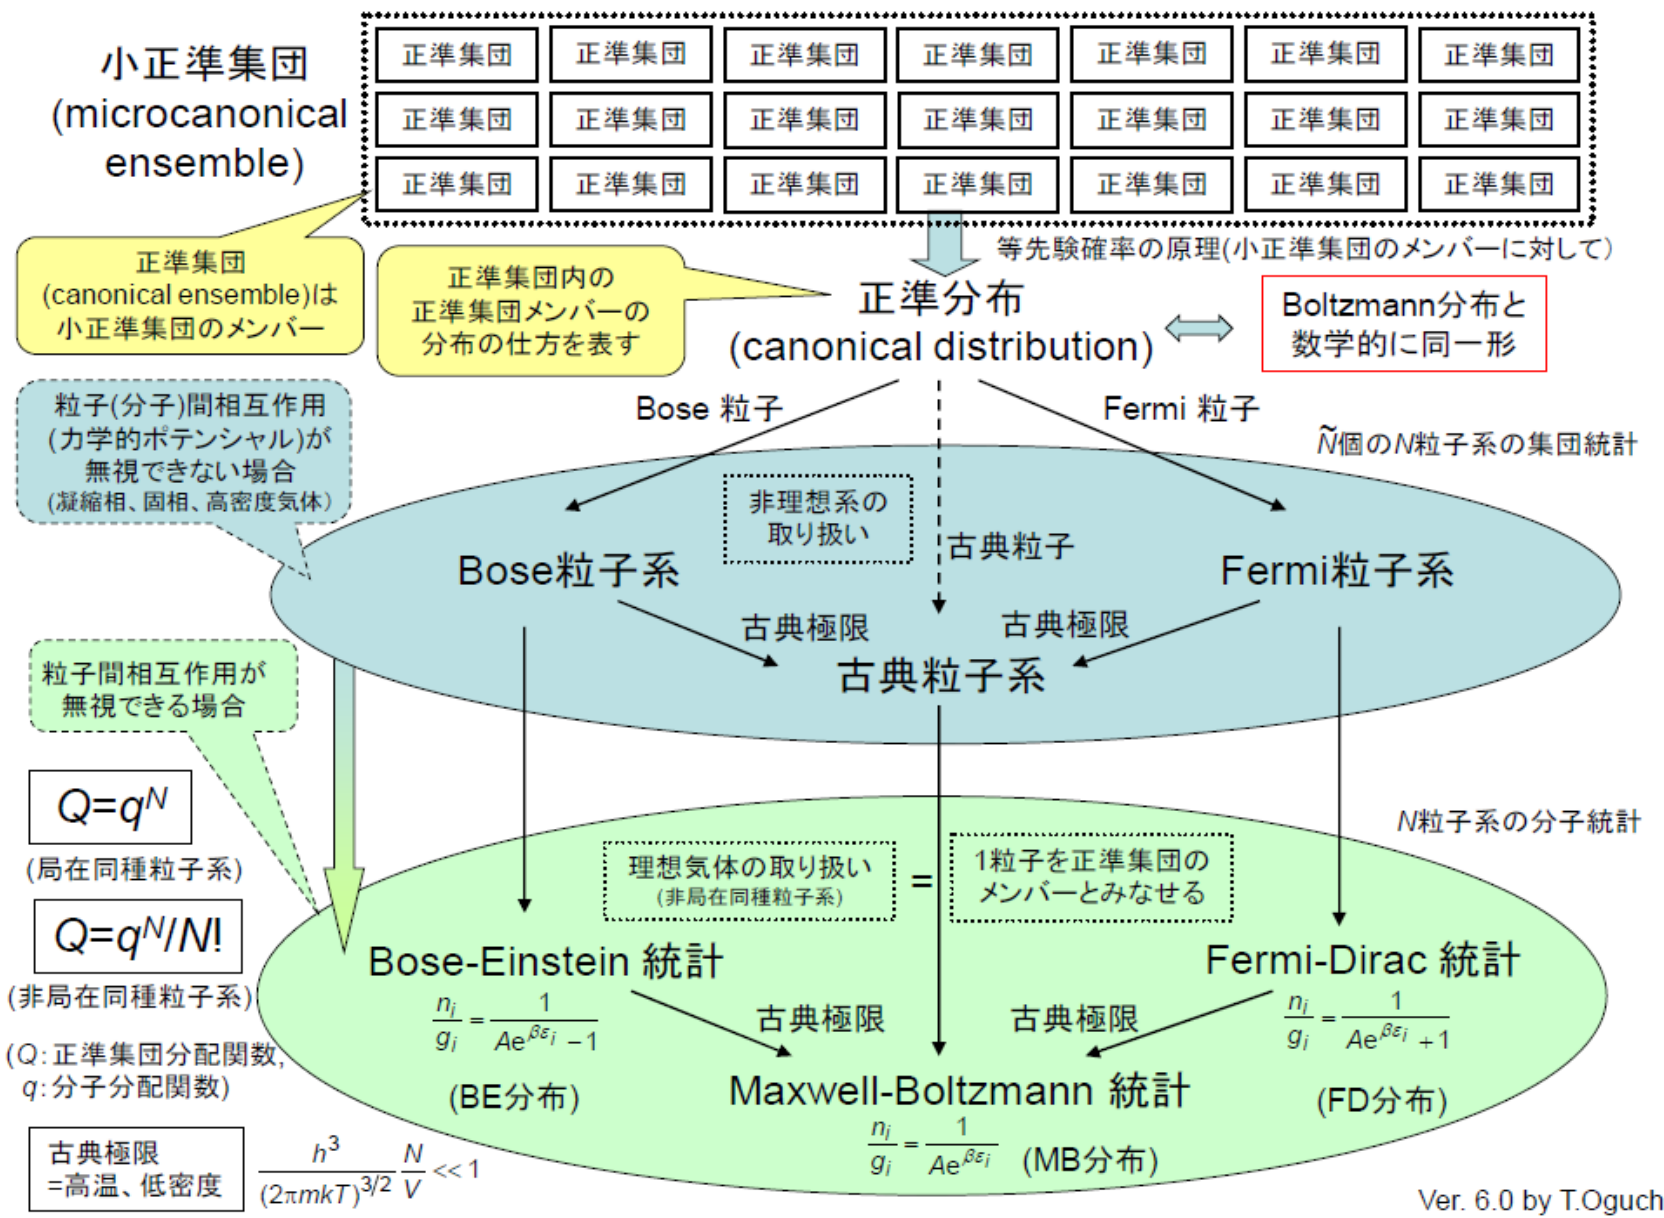 小正準集団
(microcanonical
ensemble)
正準集団 正準集団 正準集団 正準集団 正準集団 正準集団 正準集団
正準集団 正準集団 正準集団 正準集団 正準集団 正準集団 正準集団
正準集団 正準集団 正準集団 正準集団 正準集団 正準集団 正準集団
等先験確率の原理(小正準集団のメンバーに対して)
正準集団
(canonical ensemble)は
小正準集団のメンバー
正準集団内の
正準集団メンバーの
分布の仕方を表す
正準分布
(canonical distribution)
Boltzmann分布と
数学的に同一形
粒子(分子)間相互作用
(力学的ポテンシャル)が
無視できない場合
(凝縮相、固相、高密度気体)
Bose 粒子
Fermi 粒子
Ñ個のN粒子系の集団統計
非理想系の
取り扱い
古典粒子
Bose粒子系
Fermi粒子系
古典極限
古典極限
古典粒子系
粒子間相互作用が
無視できる場合
Q=q^N
(局在同種粒子系)
Q=q^N/N!
(非局在同種粒子系)
(Q: 正準集団分配関数,
q: 分子分配関数)
N粒子系の分子統計
理想気体の取り扱い
(非局在同種粒子系)
=
1粒子を正準集団の
メンバーとみなせる
Bose-Einstein 統計
n_i/g_i = 1/(Ae^{βε_i} − 1)
(BE分布)
Fermi-Dirac 統計
n_i/g_i = 1/(Ae^{βε_i} + 1)
(FD分布)
古典極限
古典極限
Maxwell-Boltzmann 統計
n_i/g_i = 1/(Ae^{βε_i}) (MB分布)
古典極限
=高温、低密度
h^3/(2πmkT)^{3/2} N/V << 1
Ver. 6.0 by T.Oguch